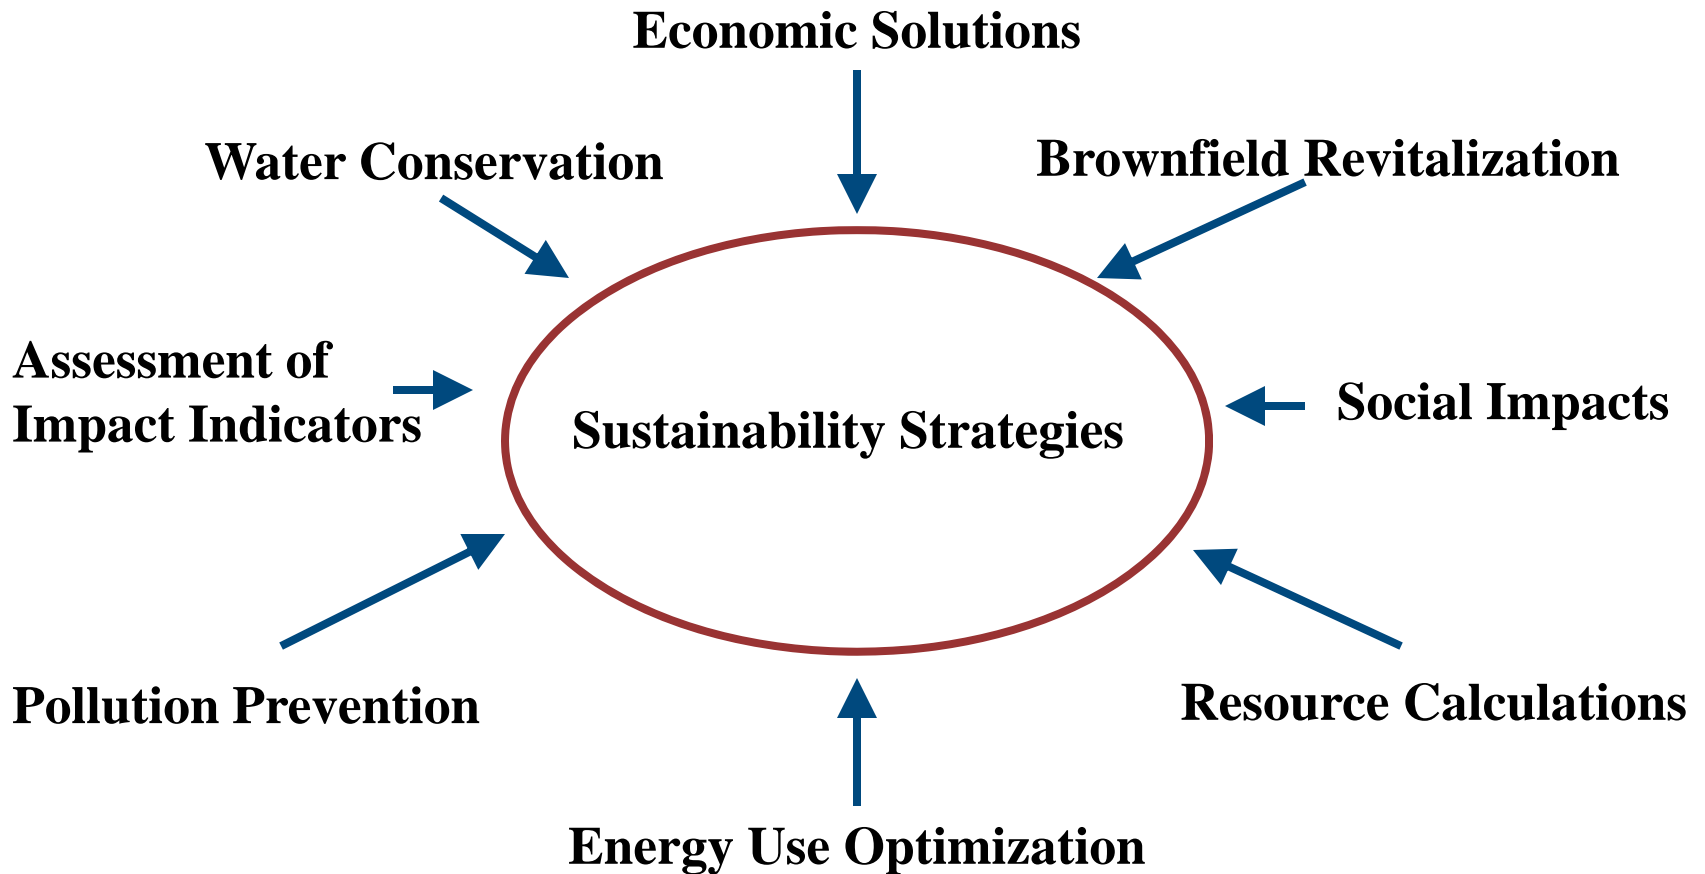 Economic Solutions
Water Conservation
Brownfield Revitalization
Assessment of
Impact Indicators
Sustainability Strategies
Social Impacts
Pollution Prevention
Resource Calculations
Energy Use Optimization